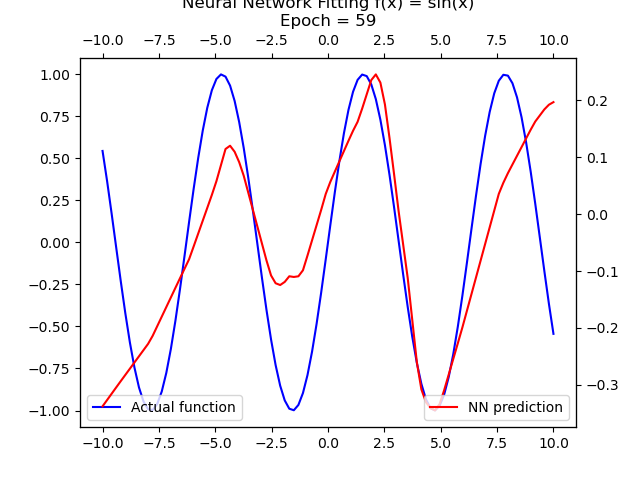 Neural Network Fitting f(x) = sin(x)
Epoch = 59
−10.0 −7.5 −5.0 −2.5 0.0 2.5 5.0 7.5 10.0
1.00
0.75
0.50
0.25
0.00
−0.25
−0.50
−0.75
−1.00
0.2
0.1
0.0
−0.1
−0.2
−0.3
Actual function
NN prediction
−10.0 −7.5 −5.0 −2.5 0.0 2.5 5.0 7.5 10.0